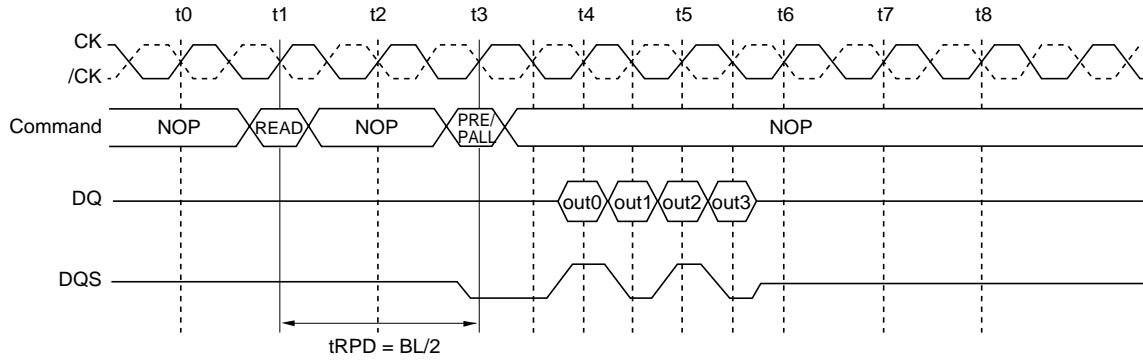 t0 t1 t2 t3 t4 t5 t6 t7 t8
CK
/CK
Command NOP READ NOP PRE/ PALL NOP
DQ out0 out1 out2 out3
DQS
tRPD = BL/2